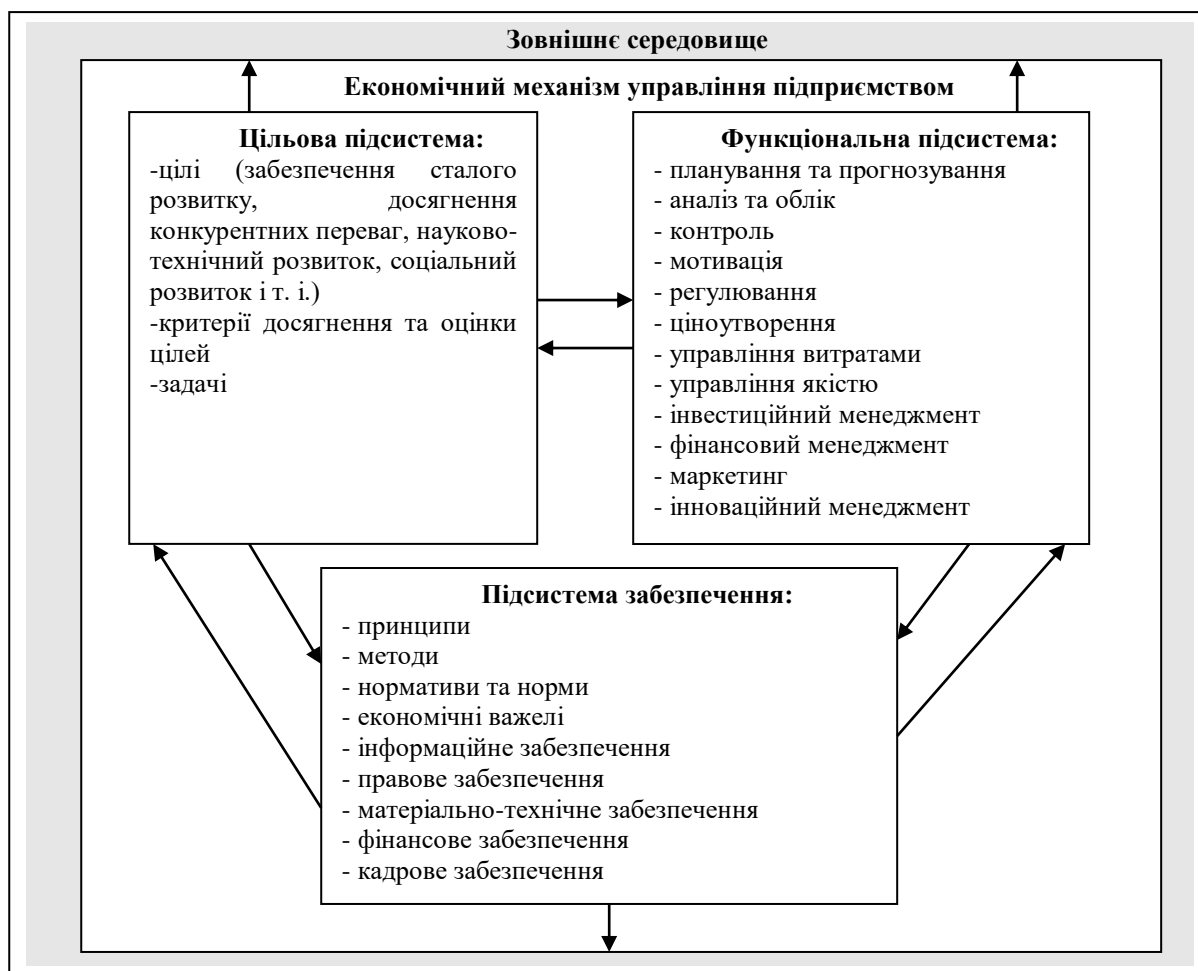 Зовнішнє середовище
Економічний механізм управління підприємством
Цільова підсистема:
-цілі (забезпечення сталого
розвитку, досягнення
конкурентних переваг, науково-
технічний розвиток, соціальний
розвиток і т. і.)
-критерії досягнення та оцінки
цілей
-задачі
Функціональна підсистема:
- планування та прогнозування
- аналіз та облік
- контроль
- мотивація
- регулювання
- ціноутворення
- управління витратами
- управління якістю
- інвестиційний менеджмент
- фінансовий менеджмент
- маркетинг
- інноваційний менеджмент
Підсистема забезпечення:
- принципи
- методи
- нормативи та норми
- економічні важелі
- інформаційне забезпечення
- правове забезпечення
- матеріально-технічне забезпечення
- фінансове забезпечення
- кадрове забезпечення